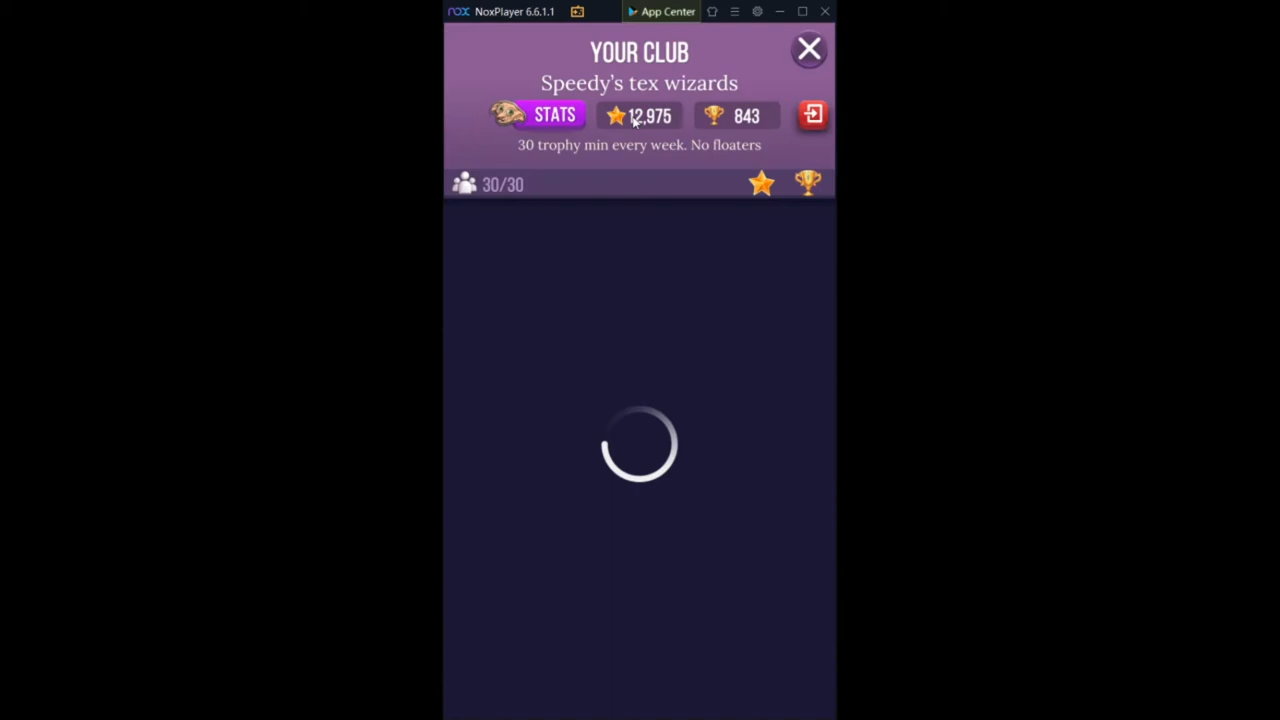 nox NoxPlayer 6.6.1.1 App Center
YOUR CLUB
Speedy's tex wizards
STATS 12,975 843
30 trophy min every week. No floaters
30/30